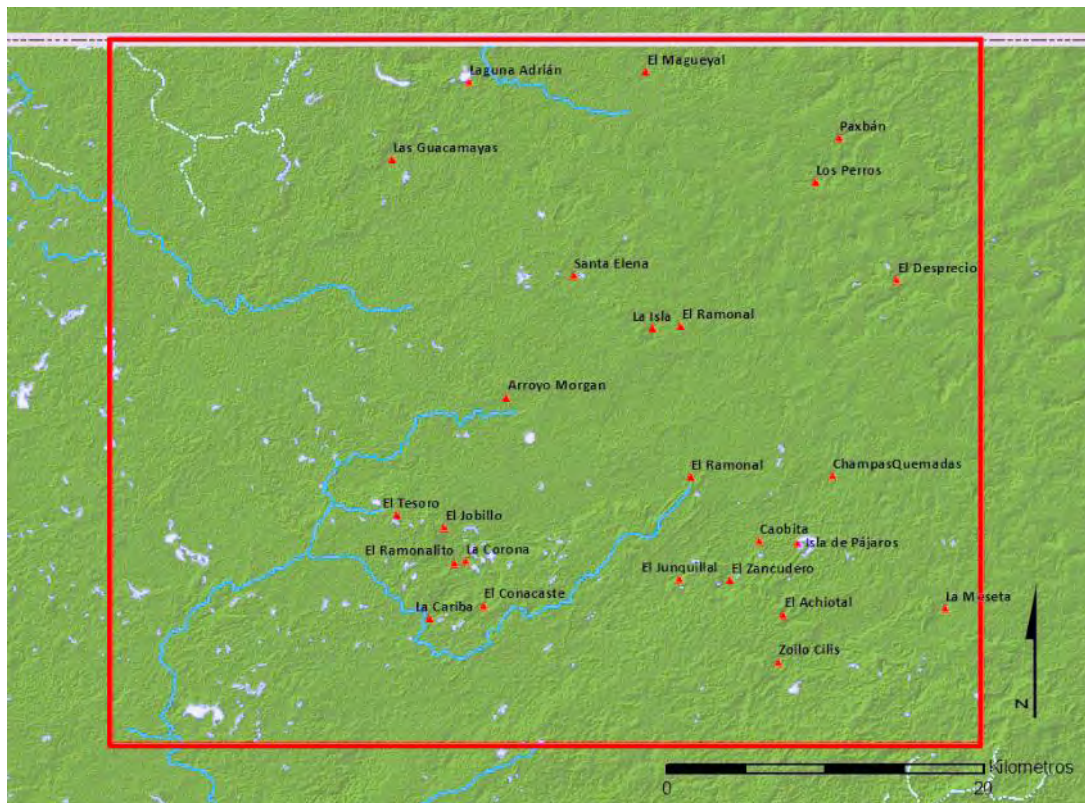 El Magueyal
Laguna Adrián
Paxbán
Las Guacamayas
Los Perros
Santa Elena
El Desprecio
La Isla
El Ramonal
Arroyo Morgan
El Ramonal
ChampasQuemadas
El Tesoro
El Jobillo
Caobita
Isla de Pájaros
El Ramonalito
La Corona
El Junquillal
El Zancudero
El Conacaste
La Cariba
El Achiotal
La Meseta
Zoilo Cilis
N
Kilometros
0
20